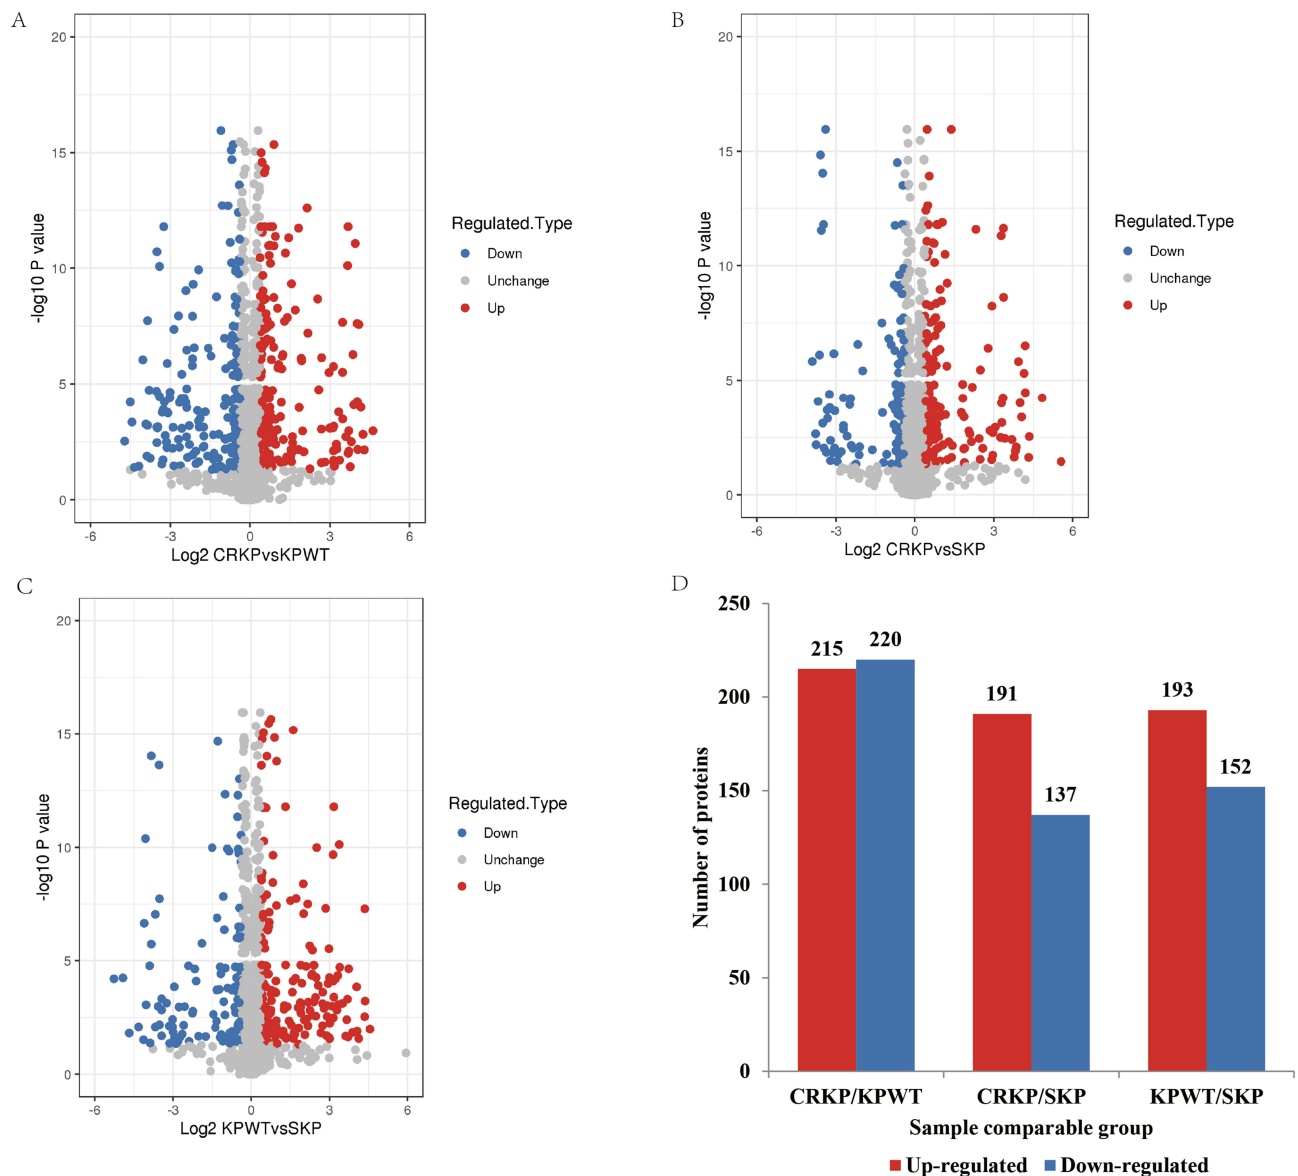 A
20
15
10
5
0
-log10 P value
-6 -3 0 3 6
Log2 CRKPvsKPWT
Regulated.Type
Down
Unchange
Up
B
20
15
10
5
0
-log10 P value
-6 -3 0 3 6
Log2 CRKPvsSKP
Regulated.Type
Down
Unchange
Up
C
20
15
10
5
0
-log10 P value
-6 -3 0 3 6
Log2 KPWTvsSKP
Regulated.Type
Down
Unchange
Up
D
250
200
150
100
50
0
Number of proteins
215 220
191 137
193 152
CRKP/KPWT CRKP/SKP KPWT/SKP
Sample comparable group
Up-regulated Down-regulated